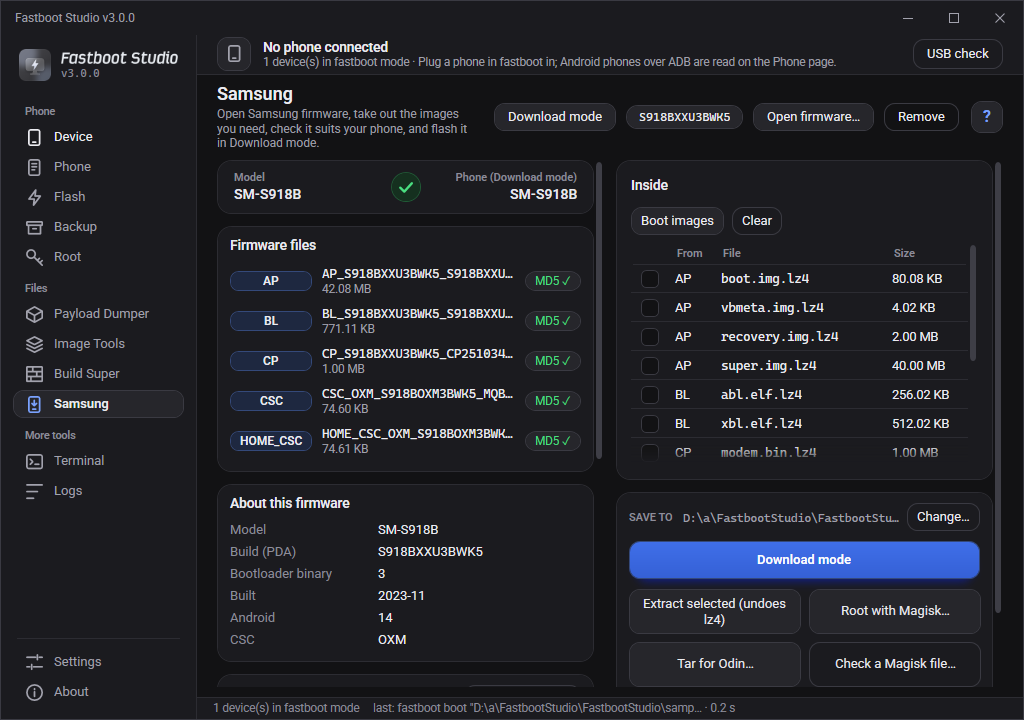 Fastboot Studio v3.0.0
Fastboot Studio
v3.0.0
Phone
Device
Phone
Flash
Backup
Root
Files
Payload Dumper
Image Tools
Build Super
Samsung
More tools
Terminal
Logs
Settings
About
No phone connected
1 device(s) in fastboot mode · Plug a phone in fastboot in; Android phones over ADB are read on the Phone page.
USB check
Samsung
Open Samsung firmware, take out the images
you need, check it suits your phone, and flash it
in Download mode.
Download mode
S918BXXU3BWK5
Open firmware…
Remove
?
Model
SM-S918B
Phone (Download mode)
SM-S918B
Firmware files
AP
AP_S918BXXU3BWK5_S918BXXU…
42.08 MB
MD5 ✓
BL
BL_S918BXXU3BWK5_S918BXXU…
771.11 KB
MD5 ✓
CP
CP_S918BXXU3BWK5_CP251034…
1.00 MB
MD5 ✓
CSC
CSC_OXM_S918BOXM3BWK5_MQB…
74.60 KB
MD5 ✓
HOME_CSC
HOME_CSC_OXM_S918BOXM3BWK…
74.61 KB
MD5 ✓
About this firmware
Model SM-S918B
Build (PDA) S918BXXU3BWK5
Bootloader binary 3
Built 2023-11
Android 14
CSC OXM
Inside
Boot images
Clear
From File Size
AP boot.img.lz4 80.08 KB
AP vbmeta.img.lz4 4.02 KB
AP recovery.img.lz4 2.00 MB
AP super.img.lz4 40.00 MB
BL abl.elf.lz4 256.02 KB
BL xbl.elf.lz4 512.02 KB
CP modem.bin.lz4 1.00 MB
SAVE TO D:\a\FastbootStudio\FastbootStu…
Change…
Download mode
Extract selected (undoes
lz4)
Root with Magisk…
Tar for Odin…
Check a Magisk file…
1 device(s) in fastboot mode last: fastboot boot "D:\a\FastbootStudio\FastbootStudio\samp… · 0.2 s